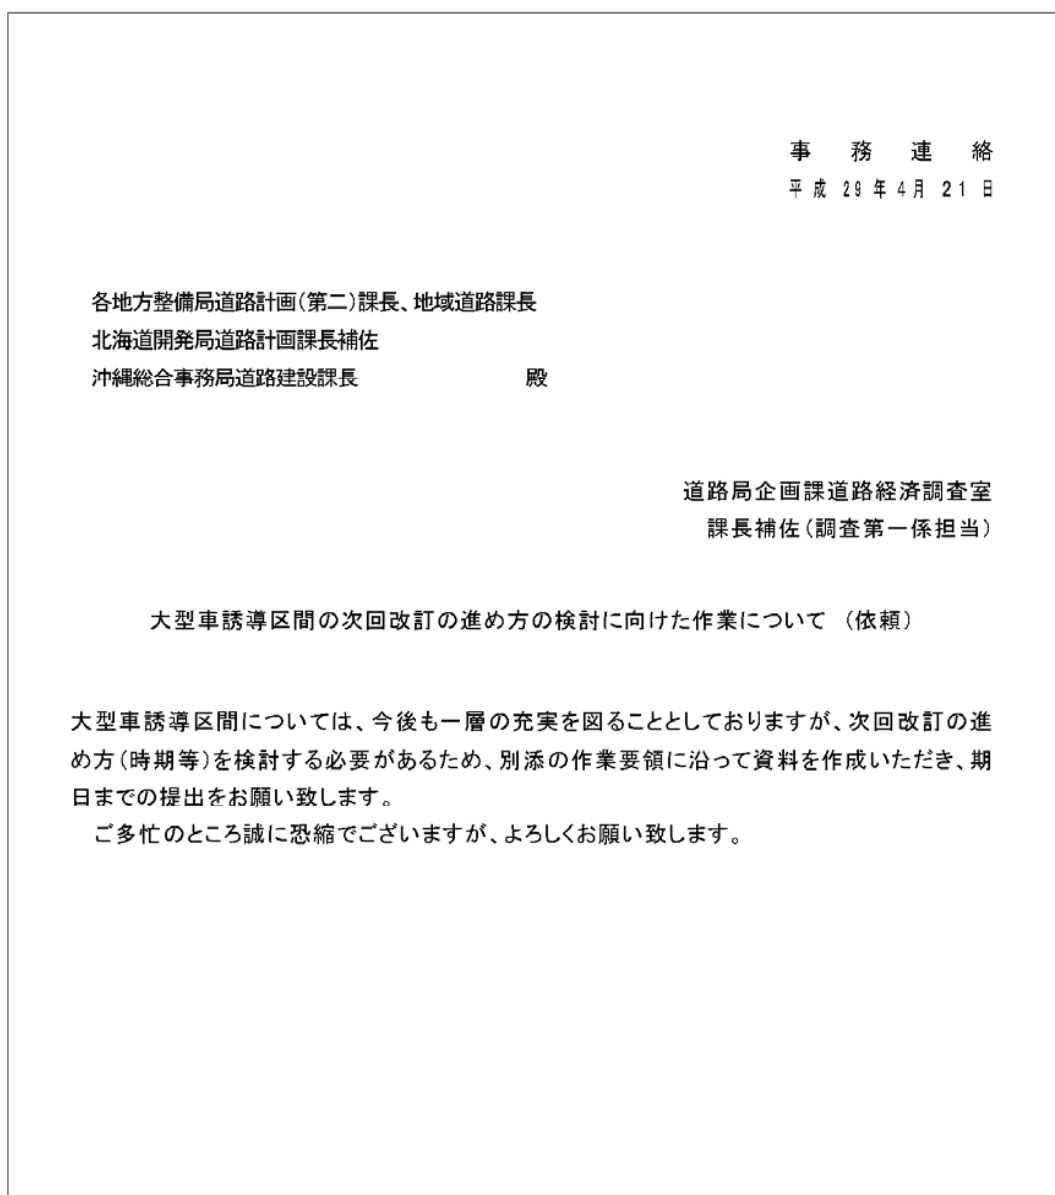 事務連絡
平成29年4月21日
各地方整備局道路計画（第二）課長、地域道路課長
北海道開発局道路計画課長補佐
沖縄総合事務局道路建設課長 殿
道路局企画課道路経済調査室
課長補佐（調査第一係担当）
大型車誘導区間の次回改訂の進め方の検討に向けた作業について（依頼）
大型車誘導区間については、今後も一層の充実を図ることとしておりますが、次回改訂の進
め方（時期等）を検討する必要があるため、別添の作業要領に沿って資料を作成いただき、期
日までの提出をお願い致します。
ご多忙のところ誠に恐縮でございますが、よろしくお願い致します。